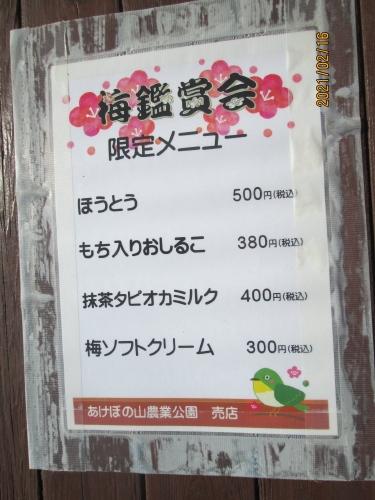 2021/02/16
梅鑑賞会
限定メニュー
ほうとう 500円(税込)
もち入りおしるこ 380円(税込)
抹茶タピオカミルク 400円(税込)
梅ソフトクリーム 300円(税込)
あけぼの山農業公園 売店